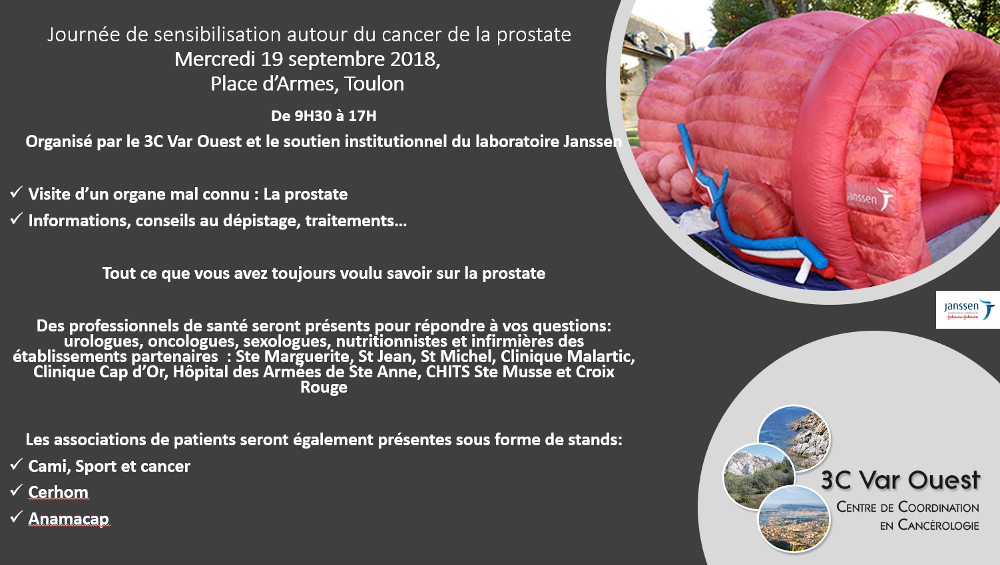 Journée de sensibilisation autour du cancer de la prostate
Mercredi 19 septembre 2018,
Place d’Armes, Toulon
De 9H30 à 17H
Organisé par le 3C Var Ouest et le soutien institutionnel du laboratoire Janssen
✓ Visite d’un organe mal connu : La prostate
✓ Informations, conseils au dépistage, traitements…
Tout ce que vous avez toujours voulu savoir sur la prostate
Des professionnels de santé seront présents pour répondre à vos questions:
urologues, oncologues, sexologues, nutritionnistes et infirmières des
établissements partenaires  : Ste Marguerite, St Jean, St Michel, Clinique Malartic,
Clinique Cap d’Or, Hôpital des Armées de Ste Anne, CHITS Ste Musse et Croix
Rouge
Les associations de patients seront également présentes sous forme de stands:
✓ Cami, Sport et cancer
✓ Cerhom
✓ Anamacap
janssen
janssen
Johnson & Johnson
3C Var Ouest
Centre de Coordination
en Cancérologie